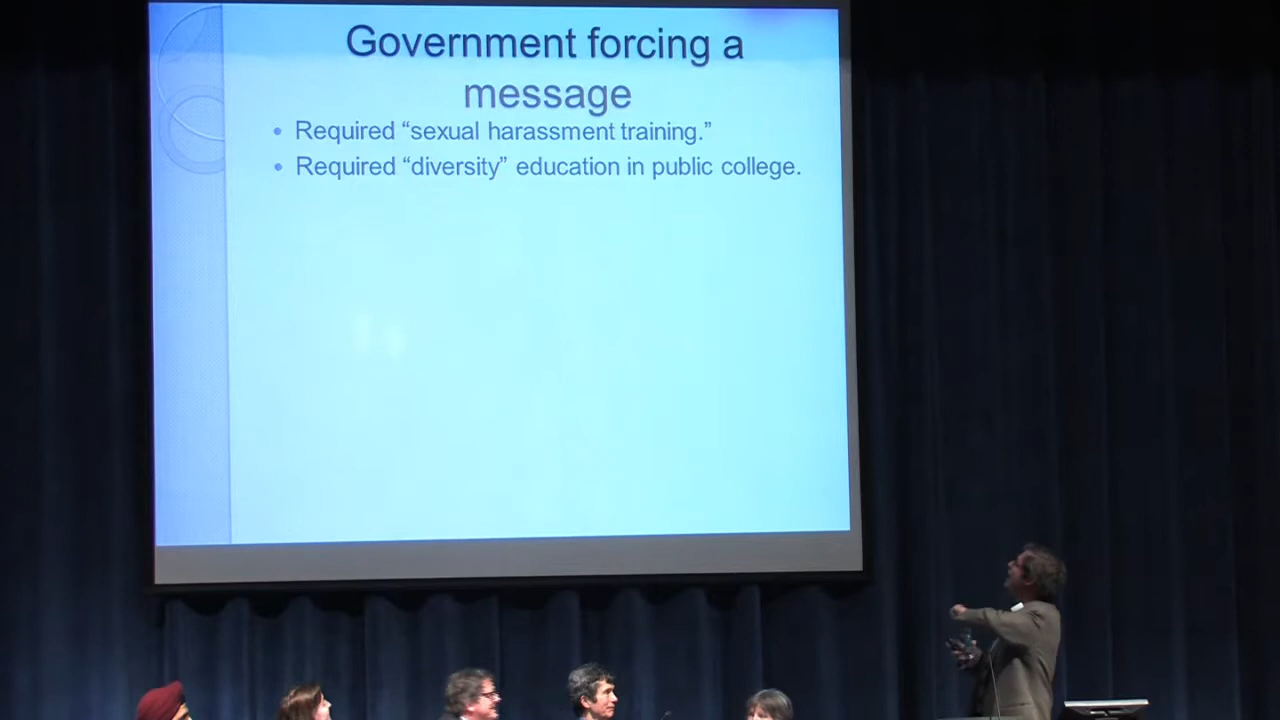 Government forcing a
message
• Required “sexual harassment training.”
• Required “diversity” education in public college.